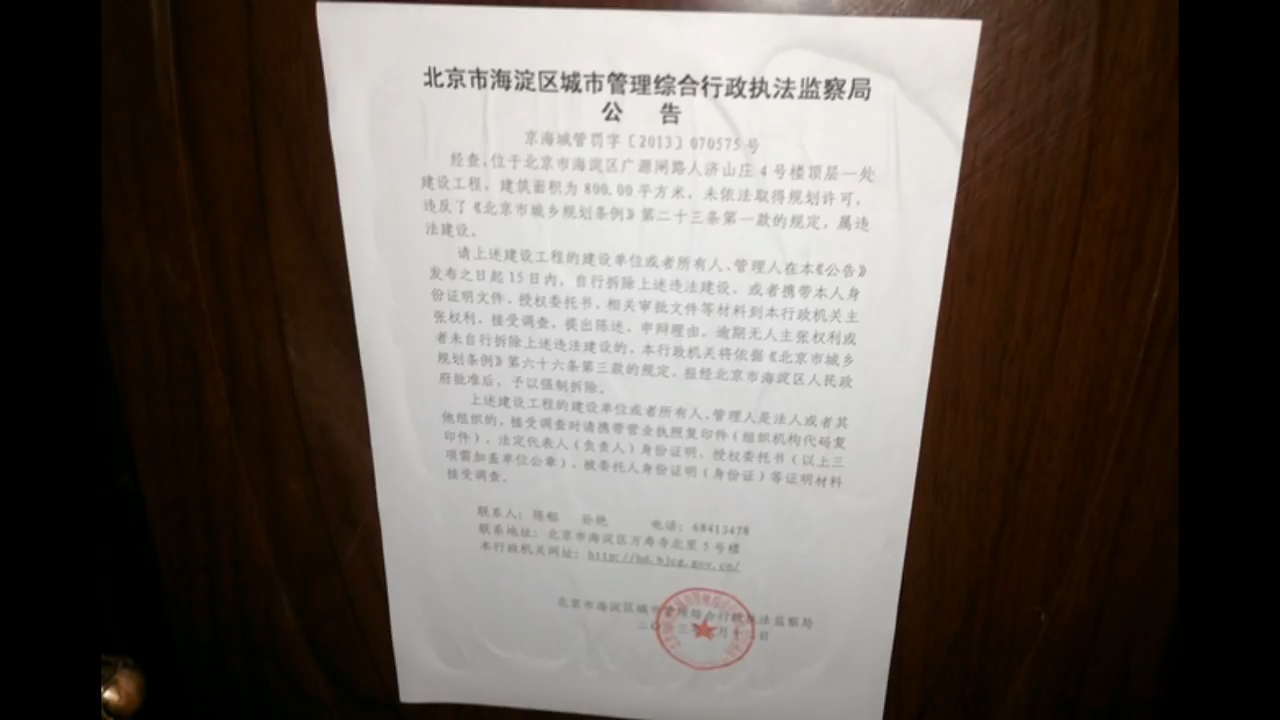 北京市海淀区城市管理综合行政执法监察局
公 告
京海城管罚字〔2013〕070575号
经查,位于北京市海淀区广源闸路人济山庄4号楼顶层一处
建设工程,建筑面积为800.00平方米,未依法取得规划许可,
违反了《北京市城乡规划条例》第二十三条第一款的规定,属违
法建设。
请上述建设工程的建设单位或者所有人、管理人在本《公告》
发布之日起15日内,自行拆除上述违法建设,或者携带本人身
份证明文件、授权委托书、相关审批文件等材料到本行政机关主
张权利,接受调查,提出陈述、申辩理由。逾期无人主张权利或
者未自行拆除上述违法建设的,本行政机关将依据《北京市城乡
规划条例》第六十六条第三款的规定,报经北京市海淀区人民政
府批准后,予以强制拆除。
上述建设工程的建设单位或者所有人、管理人是法人或者其
他组织的,接受调查时请携带营业执照复印件(组织机构代码复
印件)、法定代表人(负责人)身份证明、授权委托书(以上三
项需加盖单位公章)、被委托人身份证明(身份证)等证明材料
接受调查。
联系人:陈 孙艳 电话:68413478
联系地址:北京市海淀区万寿寺北里5号楼
本行政机关网址:http://hd.bjcg.gov.cn/
北京市海淀区城市管理综合行政执法监察局
二〇三年月十日